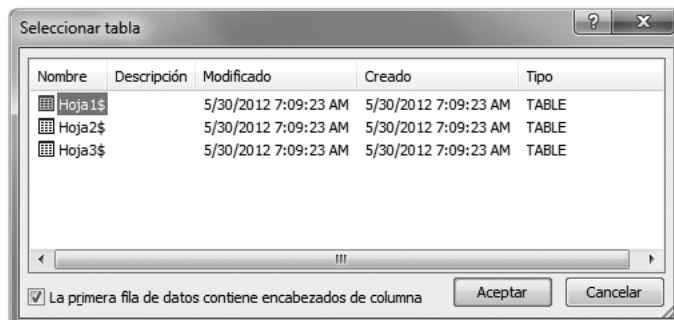 Seleccionar tabla
Nombre Descripción Modificado Creado Tipo
Hoja1$ 5/30/2012 7:09:23 AM 5/30/2012 7:09:23 AM TABLE
Hoja2$ 5/30/2012 7:09:23 AM 5/30/2012 7:09:23 AM TABLE
Hoja3$ 5/30/2012 7:09:23 AM 5/30/2012 7:09:23 AM TABLE
La primera fila de datos contiene encabezados de columna Aceptar Cancelar